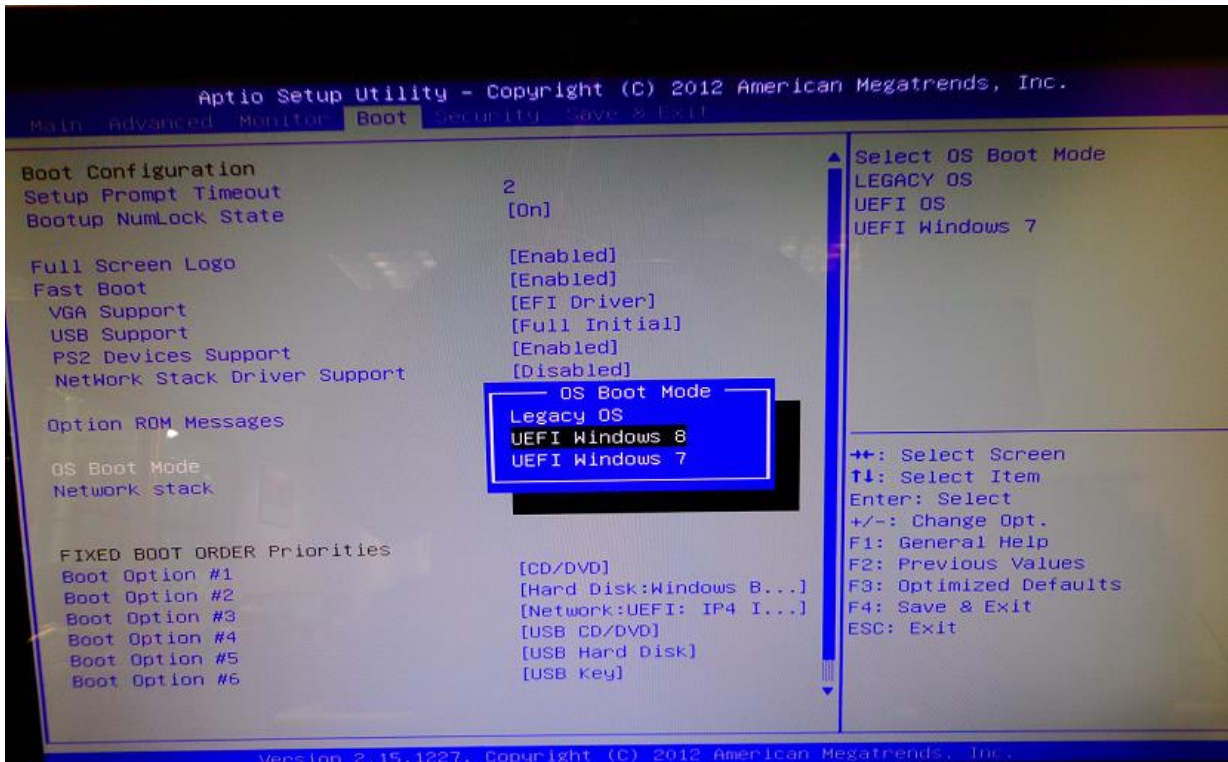 Aptio Setup Utility - Copyright (C) 2012 American Megatrends, Inc.
Main Advanced Monitor Boot Security Save & Exit
Boot Configuration
Setup Prompt Timeout 2
Bootup NumLock State [On]
Full Screen Logo [Enabled]
Fast Boot [Enabled]
VGA Support [EFI Driver]
USB Support [Full Initial]
PS2 Devices Support [Enabled]
NetWork Stack Driver Support [Disabled]
Option ROM Messages
OS Boot Mode
Network stack
OS Boot Mode
Legacy OS
UEFI Windows 8
UEFI Windows 7
FIXED BOOT ORDER Priorities
Boot Option #1 [CD/DVD]
Boot Option #2 [Hard Disk:Windows B...]
Boot Option #3 [Network:UEFI: IP4 I...]
Boot Option #4 [USB CD/DVD]
Boot Option #5 [USB Hard Disk]
Boot Option #6 [USB Key]
Select OS Boot Mode
LEGACY OS
UEFI OS
UEFI Windows 7
→←: Select Screen
↑↓: Select Item
Enter: Select
+/-: Change Opt.
F1: General Help
F2: Previous Values
F3: Optimized Defaults
F4: Save & Exit
ESC: Exit
Version 2.15.1227. Copyright (C) 2012 American Megatrends, Inc.